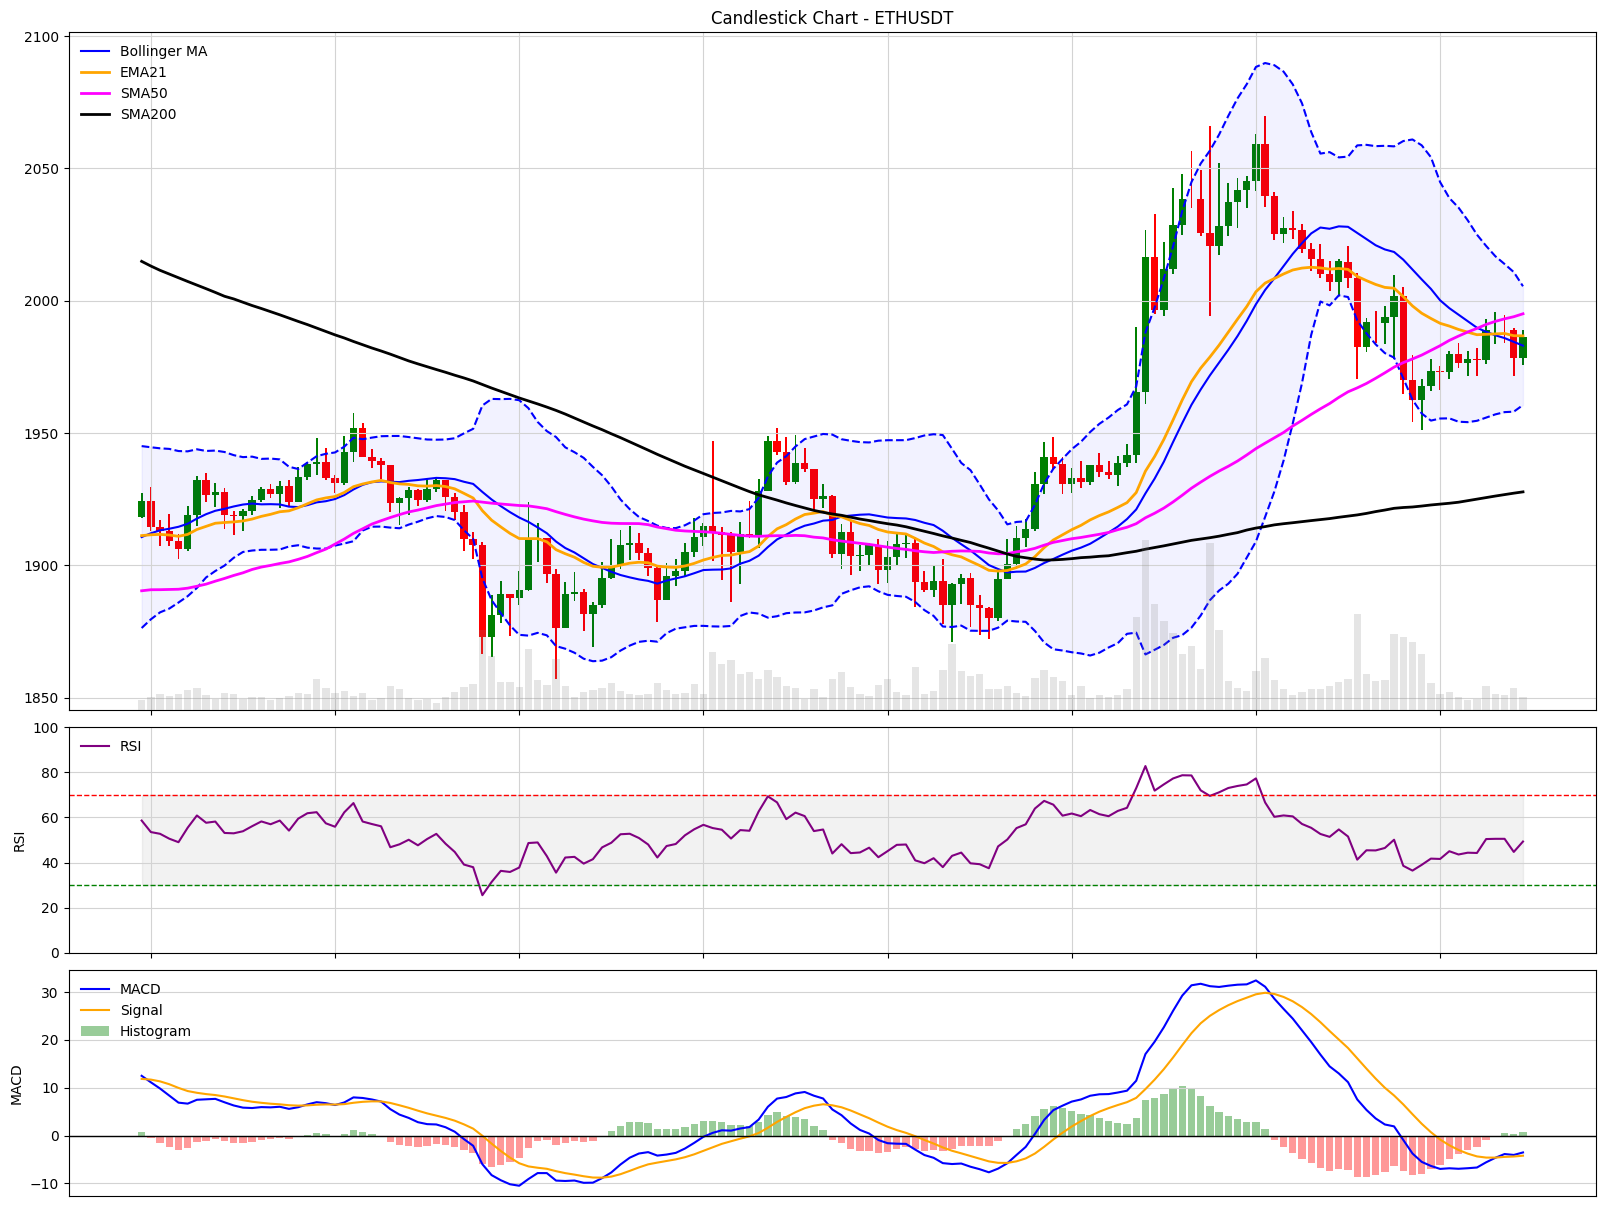 Candlestick Chart - ETHUSDT
2100
2050
2000
1950
1900
1850
Bollinger MA
EMA21
SMA50
SMA200
100
80
60
40
20
0
RSI
RSI
30
20
10
0
−10
MACD
MACD
Signal
Histogram